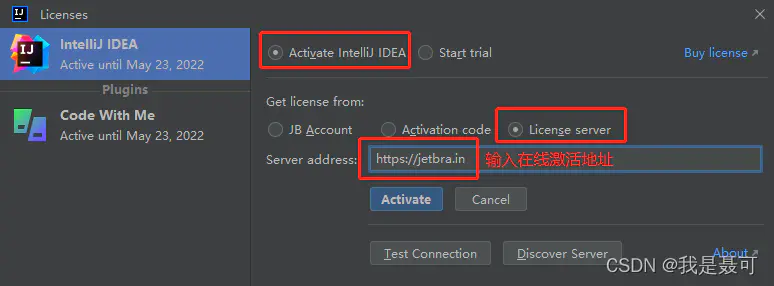 Licenses
IntelliJ IDEA
Active until May 23, 2022
Plugins
Code With Me
Active until May 23, 2022
Activate IntelliJ IDEA Start trial Buy license
Get license from:
JB Account Activation code License server
Server address: https://jetbra.in 输入在线激活地址
Activate Cancel
Test Connection Discover Server About
CSDN @我是聂可